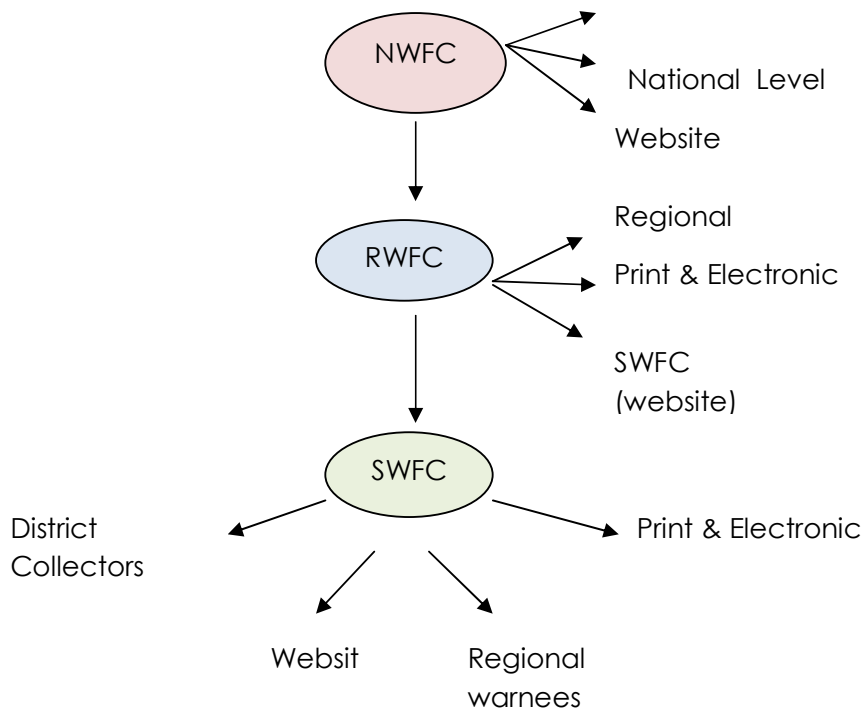 NWFC
National Level
Website
RWFC
Regional
Print & Electronic
SWFC
(website)
SWFC
District
Collectors
Print & Electronic
Websit
Regional
warnees